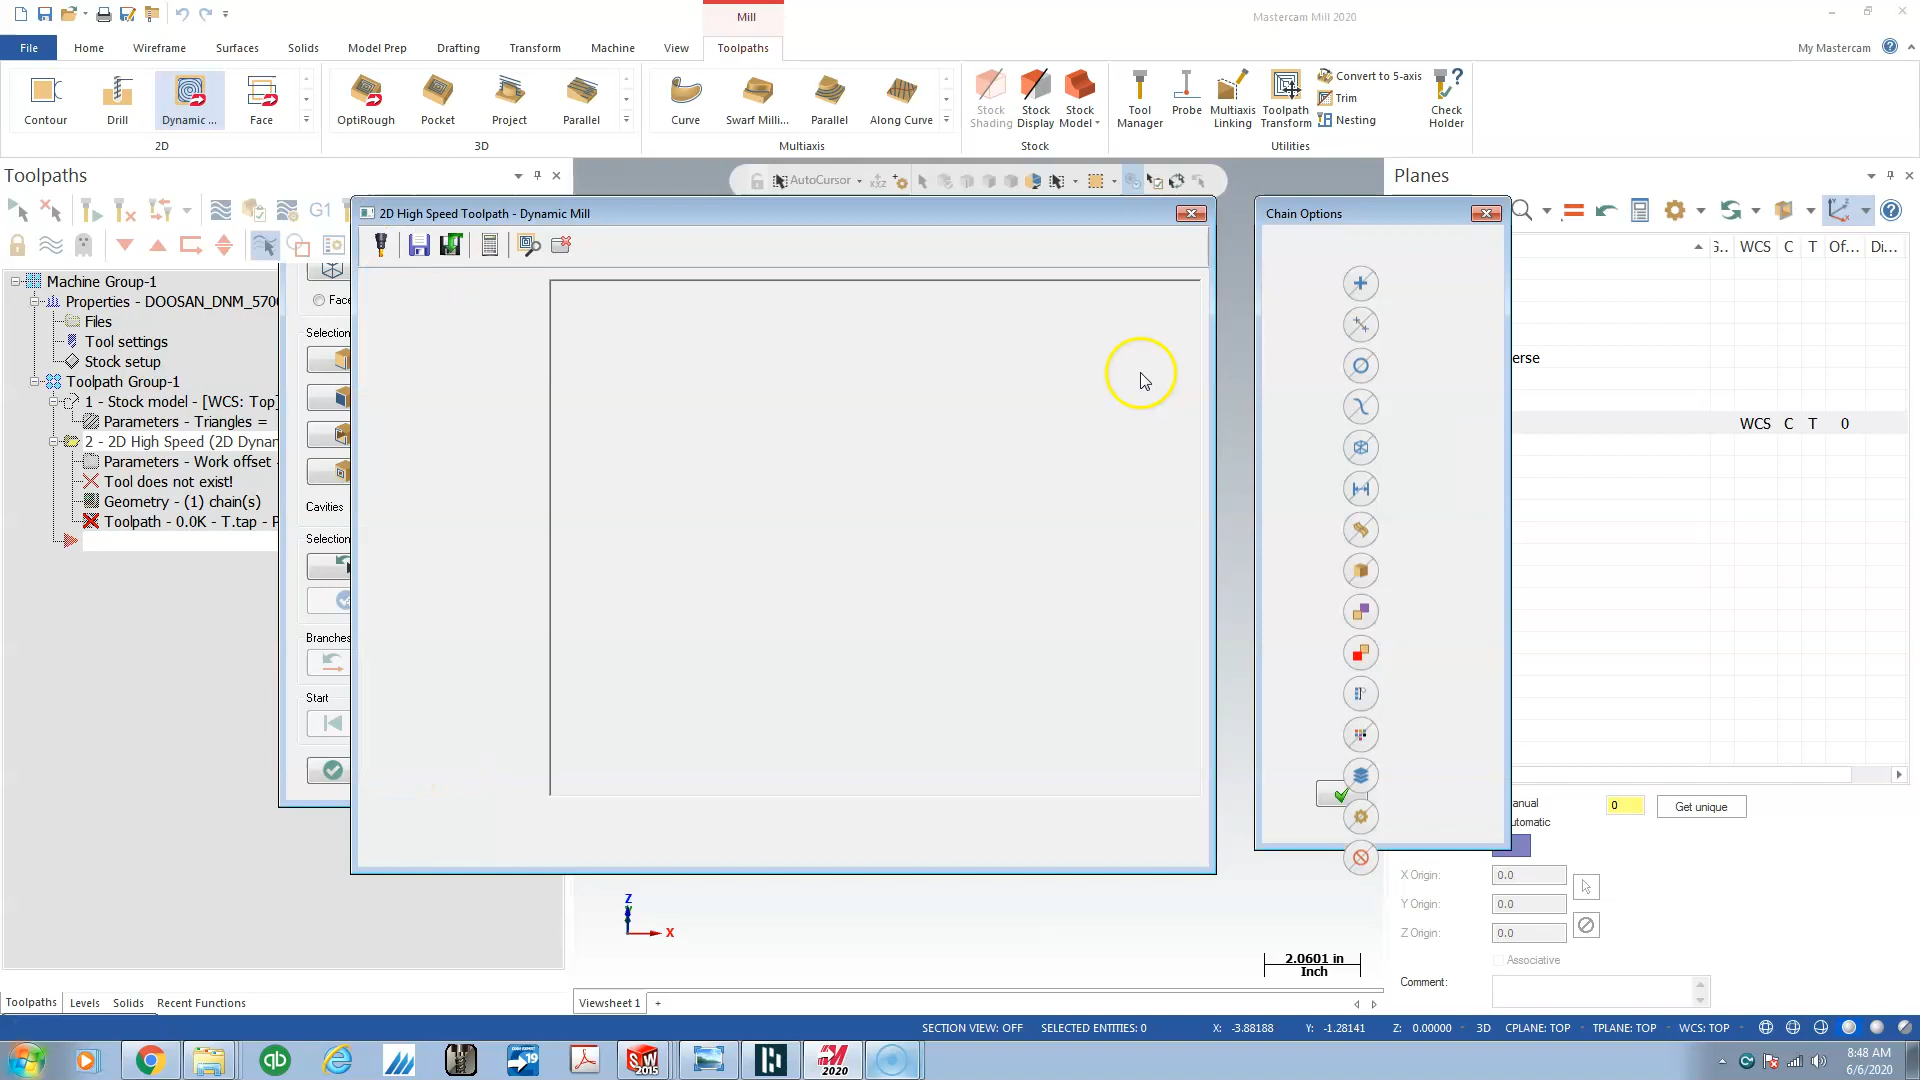 Mill
Mastercam Mill 2020
File Home Wireframe Surfaces Solids Model Prep Drafting Transform Machine View Toolpaths My Mastercam
Contour Drill Dynamic ... Face
2D
OptiRough Pocket Project Parallel
3D
Curve Swarf Milli... Parallel Along Curve
Multiaxis
Stock Shading Stock Display Stock Model
Stock
Tool Manager Probe Multiaxis Linking Toolpath Transform Convert to 5-axis Trim Nesting Check Holder
Utilities
Toolpaths
AutoCursor
Planes
G1
2D High Speed Toolpath - Dynamic Mill
Chain Options
WCS C T Of... Di...
Machine Group-1
Properties - DOOSAN_DNM_570
Files
Tool settings
Stock setup
Toolpath Group-1
1 - Stock model - [WCS: Top]
Parameters - Triangles =
2 - 2D High Speed (2D Dynar
Parameters - Work offset -
Tool does not exist!
Geometry - (1) chain(s)
Toolpath - 0.0K - T.tap - P
Face
Selection
Cavities
Selection
Branches
Start
erse
WCS C T 0
anual 0 Get unique
utomatic
X Origin: 0.0
Y Origin: 0.0
Z Origin: 0.0
Associative
Comment:
Z
X
2.0601 in
Inch
Toolpaths Levels Solids Recent Functions
Viewsheet 1 +
SECTION VIEW: OFF SELECTED ENTITIES: 0 X: -3.88188 Y: -1.28141 Z: 0.00000 3D CPLANE: TOP TPLANE: TOP WCS: TOP
8:48 AM
6/6/2020